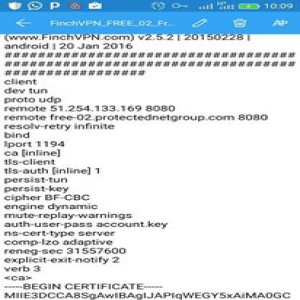 10:09
FinchVPN_FREE_02_Fr...
(www.FinchVPN.com) v2.5.2 | 20150228 |
android | 20 Jan 2016
####################################
####################################
#################
client
dev tun
proto udp
remote 51.254.133.169 8080
remote free-02.protectednetgroup.com 8080
resolv-retry infinite
bind
lport 1194
ca [inline]
tls-client
tls-auth [inline] 1
persist-tun
persist-key
cipher BF-CBC
engine dynamic
mute-replay-warnings
auth-user-pass account.key
ns-cert-type server
comp-lzo adaptive
reneg-sec 31557600
explicit-exit-notify 2
verb 3
<ca>
-----BEGIN CERTIFICATE-----
MIIE3DCCA8SgAwIBAgIJAPIqWEGY5xAiMA0GC